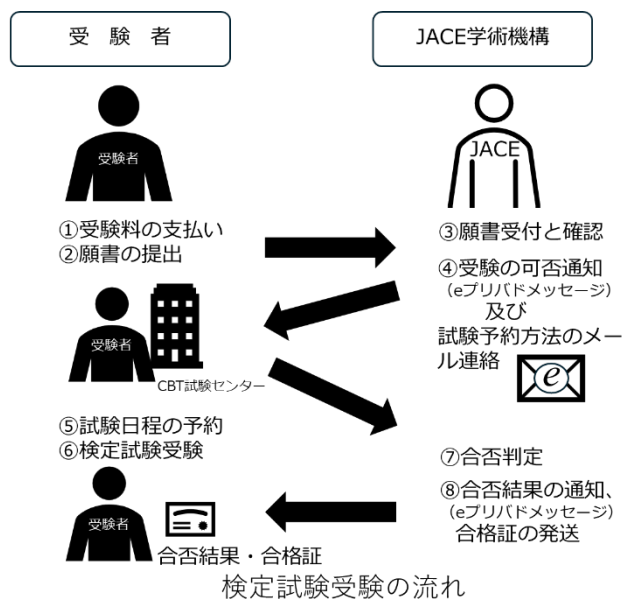 受　験　者
JACE学術機構
受験者
JACE
①受験料の支払い
②願書の提出
③願書受付と確認
④受験の可否通知
（eプリバドメッセージ）
及び
試験予約方法のメー
ル連絡
e
受験者
CBT試験センター
⑤試験日程の予約
⑥検定試験受験
⑦合否判定
⑧合否結果の通知、
（eプリバドメッセージ）
合格証の発送
受験者
合否結果・合格証
検定試験受験の流れ